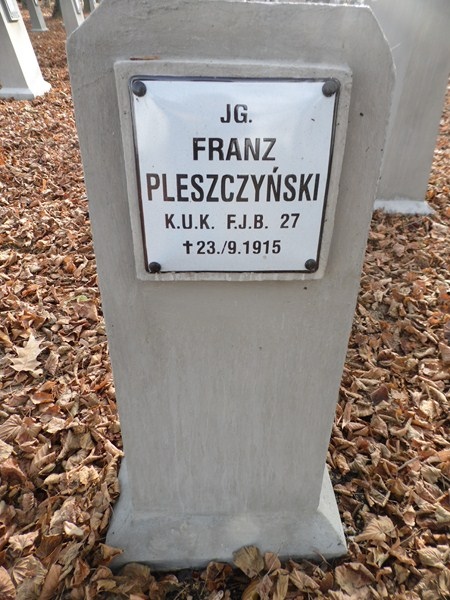 JG.
FRANZ
PLESZCZYŃSKI
K.U.K. F.J.B. 27
†23./9.1915